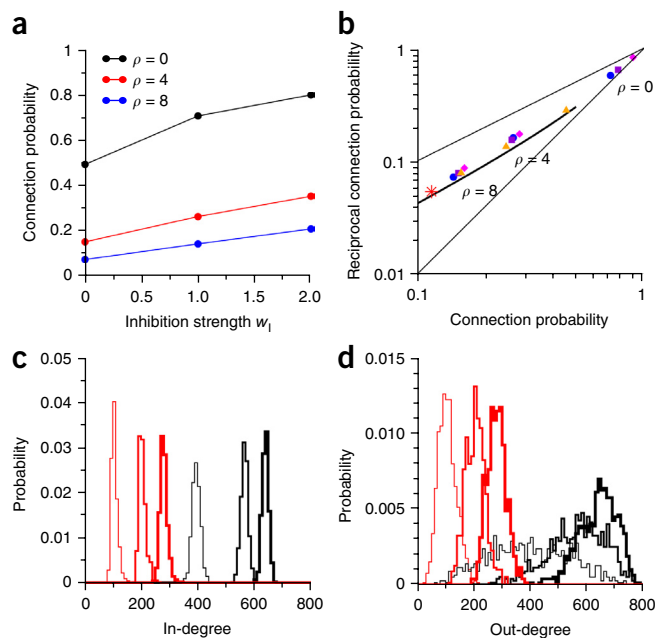 a
1
0.8
0.6
0.4
0.2
0
Connection probability
ρ = 0
ρ = 4
ρ = 8
0 0.5 1.0 1.5 2.0
Inhibition strength wI
b
1
0.1
0.01
Reciprocal connection probability
ρ = 0
ρ = 4
ρ = 8
0.1 1
Connection probability
c
0.05
0.04
0.03
0.02
0.01
0
Probability
0 200 400 600 800
In-degree
d
0.015
0.010
0.005
0
Probability
0 200 400 600 800
Out-degree